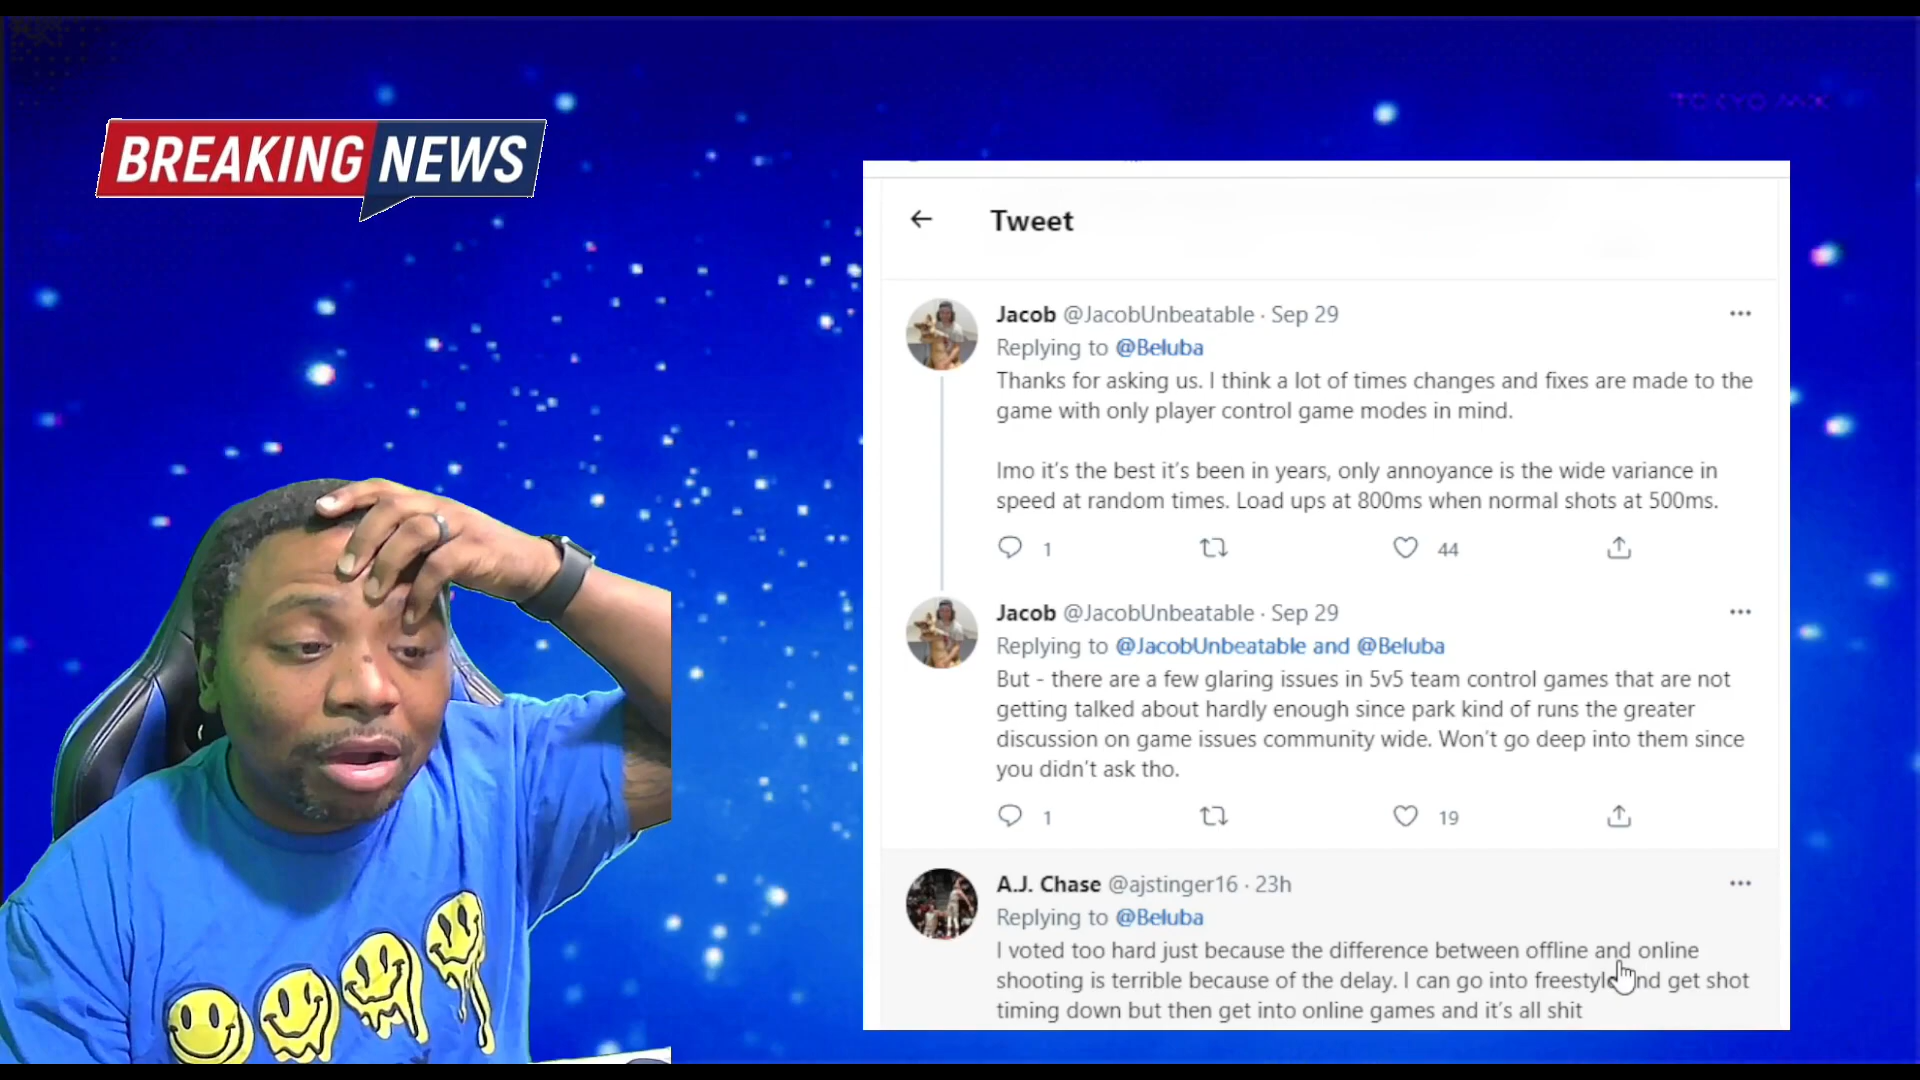 BREAKING NEWS
TOKYO MK
Tweet
Jacob @JacobUnbeatable · Sep 29
Replying to @Beluba
Thanks for asking us. I think a lot of times changes and fixes are made to the
game with only player control game modes in mind.
Imo it's the best it's been in years, only annoyance is the wide variance in
speed at random times. Load ups at 800ms when normal shots at 500ms.
1 44
Jacob @JacobUnbeatable · Sep 29
Replying to @JacobUnbeatable and @Beluba
But - there are a few glaring issues in 5v5 team control games that are not
getting talked about hardly enough since park kind of runs the greater
discussion on game issues community wide. Won't go deep into them since
you didn't ask tho.
1 19
A.J. Chase @ajstinger16 · 23h
Replying to @Beluba
I voted too hard just because the difference between offline and online
shooting is terrible because of the delay. I can go into freestyle and get shot
timing down but then get into online games and it's all shit